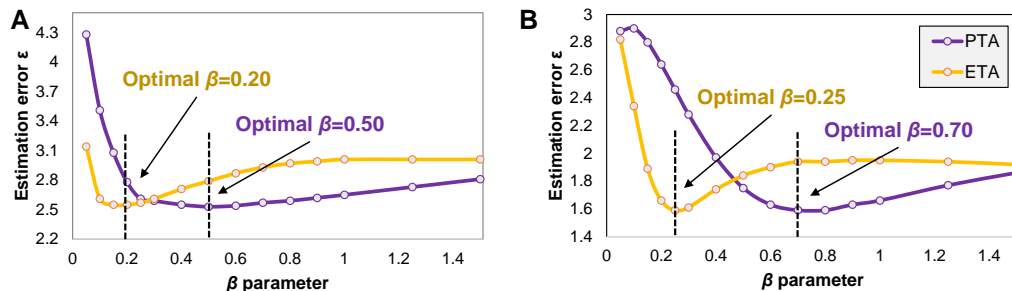 A
4.3
4
3.7
3.4
3.1
2.8
2.5
2.2
Estimation error ε
Optimal β=0.20
Optimal β=0.50
0 0.2 0.4 0.6 0.8 1 1.2 1.4
β parameter
B
3
2.8
2.6
2.4
2.2
2
1.8
1.6
1.4
Estimation error ε
PTA
ETA
Optimal β=0.25
Optimal β=0.70
0 0.2 0.4 0.6 0.8 1 1.2 1.4
β parameter